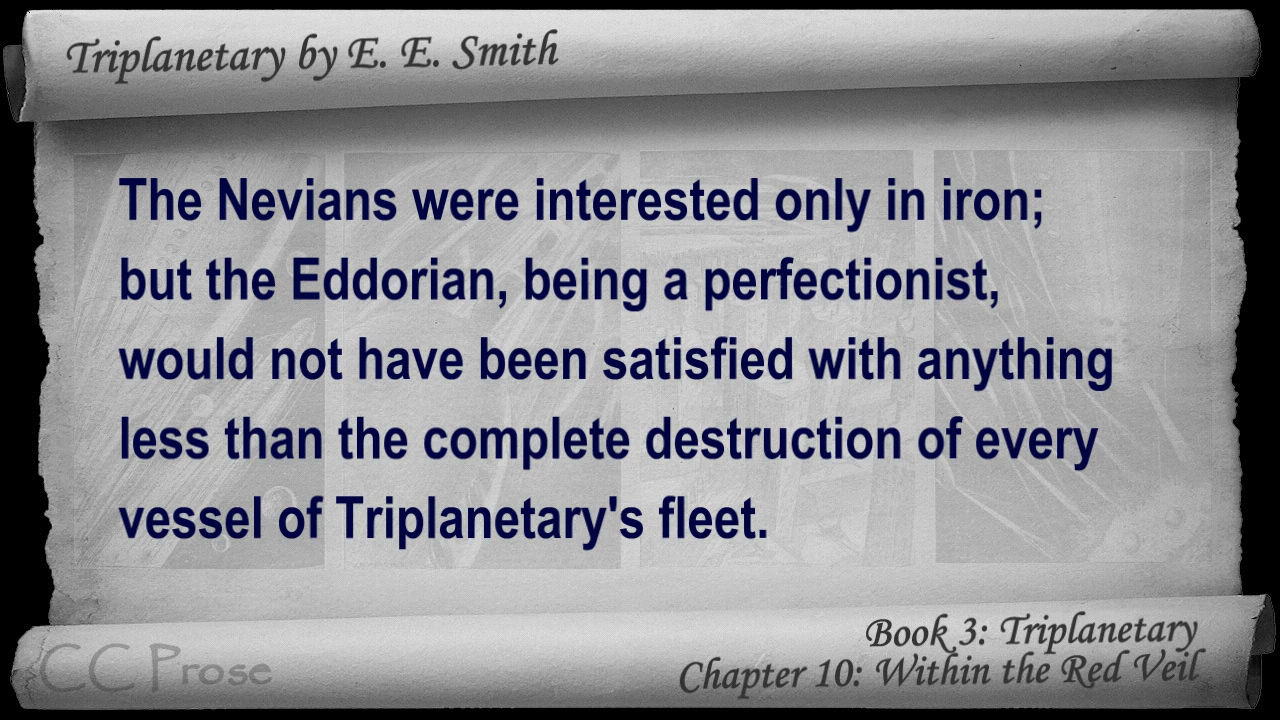 Triplanetary by E. E. Smith
The Nevians were interested only in iron;
but the Eddorian, being a perfectionist,
would not have been satisfied with anything
less than the complete destruction of every
vessel of Triplanetary's fleet.
Book 3: Triplanetary
Chapter 10: Within the Red Veil
CC Prose